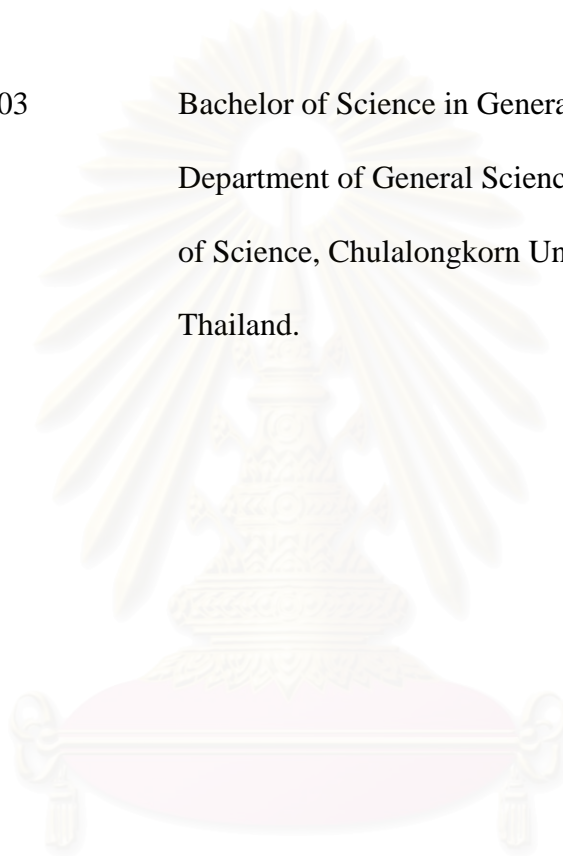 03 Bachelor of Science in Genera
Department of General Scienc
of Science, Chulalongkorn Un
Thailand.